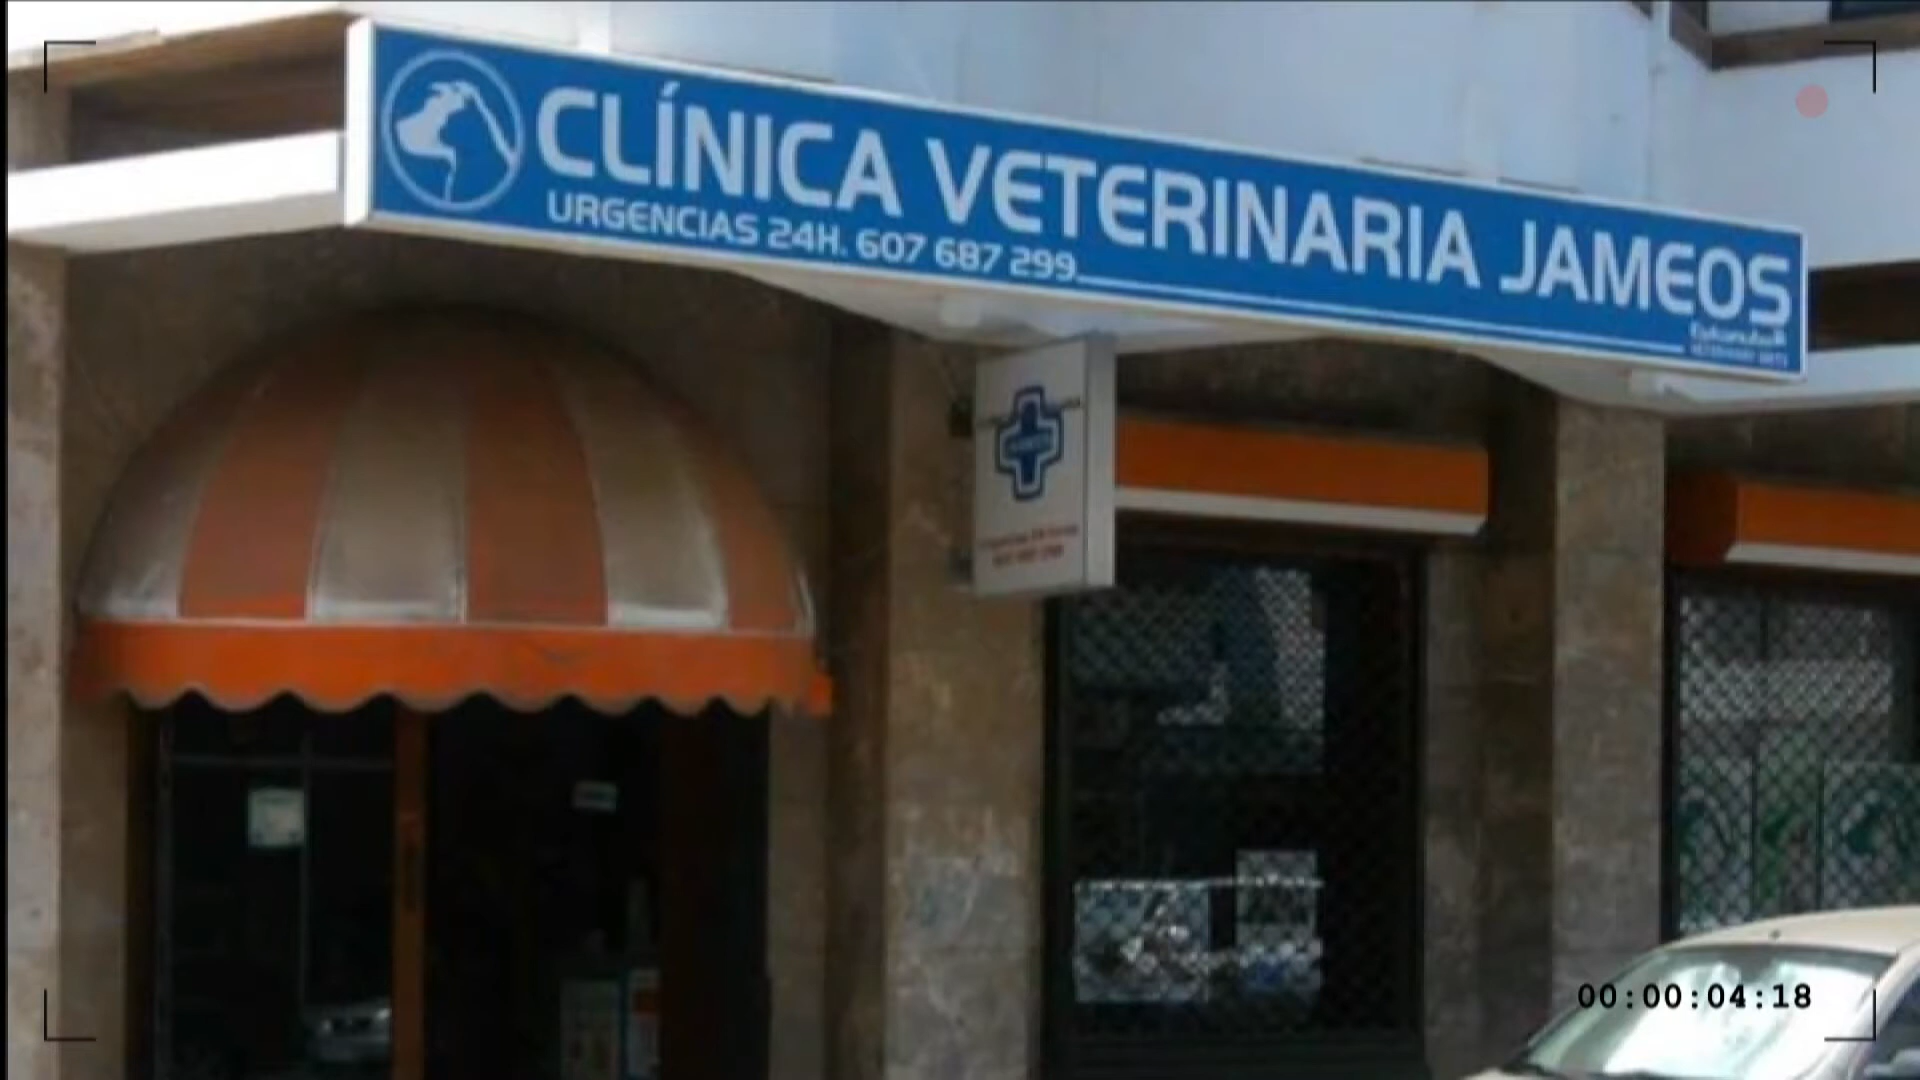 CLÍNICA VETERINARIA JAMEOS
URGENCIAS 24H. 607 687 299
00:00:04:18